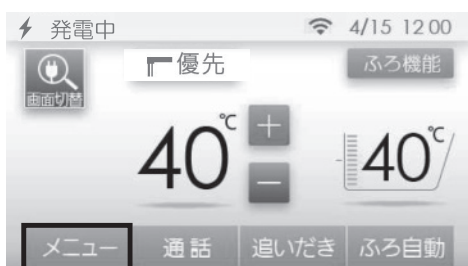 発電中 4/15 12:00
優先 ふろ機能
画面切替
40℃ + − 40℃
メニュー 通話 追いだき ふろ自動